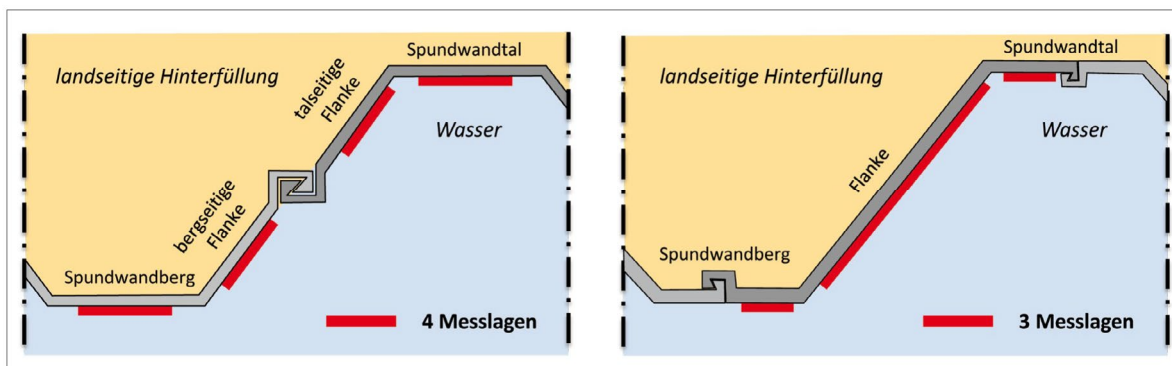 Spundwandtal
landseitige Hinterfüllung
talseitige
Flanke
Wasser
bergseitige
Flanke
Spundwandberg
4 Messlagen
Spundwandtal
landseitige Hinterfüllung
Wasser
Flanke
Spundwandberg
3 Messlagen